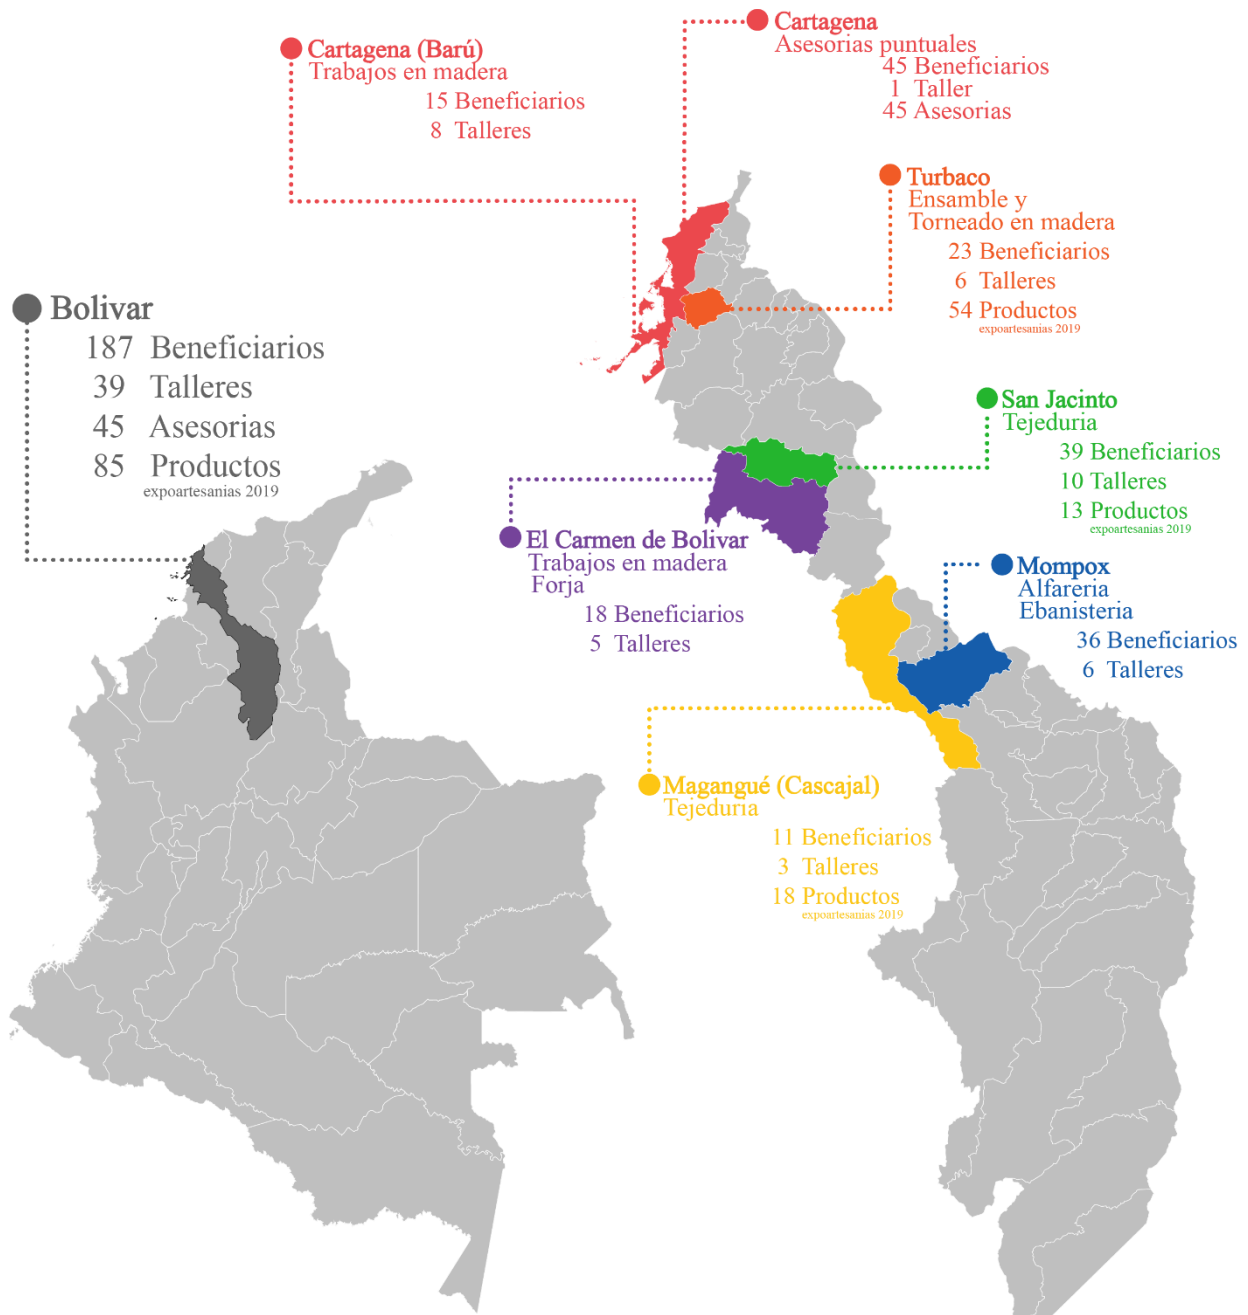 Cartagena
Asesorias puntuales
45 Beneficiarios
1 Taller
45 Asesorias
Cartagena (Barú)
Trabajos en madera
15 Beneficiarios
8 Talleres
Turbaco
Ensamble y
Torneado en madera
23 Beneficiarios
6 Talleres
54 Productos
expoartesanias 2019
Bolivar
187 Beneficiarios
39 Talleres
45 Asesorias
85 Productos
expoartesanias 2019
San Jacinto
Tejeduria
39 Beneficiarios
10 Talleres
13 Productos
expoartesanias 2019
El Carmen de Bolivar
Trabajos en madera
Forja
18 Beneficiarios
5 Talleres
Mompox
Alfareria
Ebanisteria
36 Beneficiarios
6 Talleres
Magangué (Cascajal)
Tejeduria
11 Beneficiarios
3 Talleres
18 Productos
expoartesanias 2019